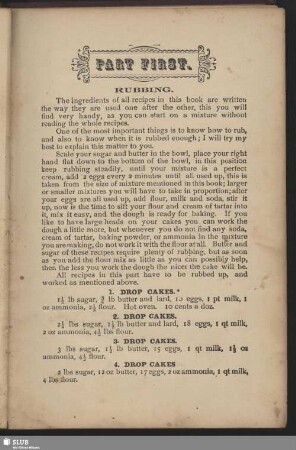 PART FIRST.
RUBBING.
The ingredients of all recipes in this book are written
the way they are used one after the other, this you will
find very handy, as you can start on a mixture without
reading the whole recipes.
One of the most important things is to know how to rub,
and also to know when it is rubbed enough; I will try my
best to explain this matter to you.
Scale your sugar and butter in the bowl, place your right
hand flat down to the bottom of the bowl, in this position
keep rubbing stradily, until your mixture is a perfect
cream, add 2 eggs every 2 minutes until all used up, this is
taken from the size of mixture mentioned in this book; larger
or smaller mixtures you will have to take in proportion; after
your eggs are all used up, add flour, milk and soda, stir it
up, now is the time to sift your flour and cream of tartar into
it, mix it easy, and the dough is ready for baking. If you
like to have large heads on your cakes you can work the
dough a little more, but whenever you do not find any soda,
cream of tartar, baking powder, or ammonia in the mixture
you are making, do not work it with the flour at all. Butter and
sugar of these recipes require plenty of rubbing, but as soon
as you add the flour mix as little as you can possibly help,
then the less you work the dough the nicer the cake will be.
All recipes in this part have to be rubbed up, and
worked as mentioned above.
1. DROP CAKES.*
1½ lb sugar, ¾ lb butter and lard, 10 eggs, 1 pt milk, 1
oz ammonia, 2½ flour. Hot oven. 10 cents a doz.
2. DROP CAKES.
2½ lbs sugar, 1½ lb butter and lard, 18 eggs, 1 qt milk,
2 oz ammonia, 4½ lbs flour.
3. DROP CAKES
3 lbs sugar, 1½ lb butter, 15 eggs, 1 qt milk, 1½ oz
ammonia, 4½ flour.
4. DROP CAKES
2 lbs sugar, 12 oz butter, 17 eggs, 2 oz ammonia, 1 qt milk,
4 lbs flour.
SLUB